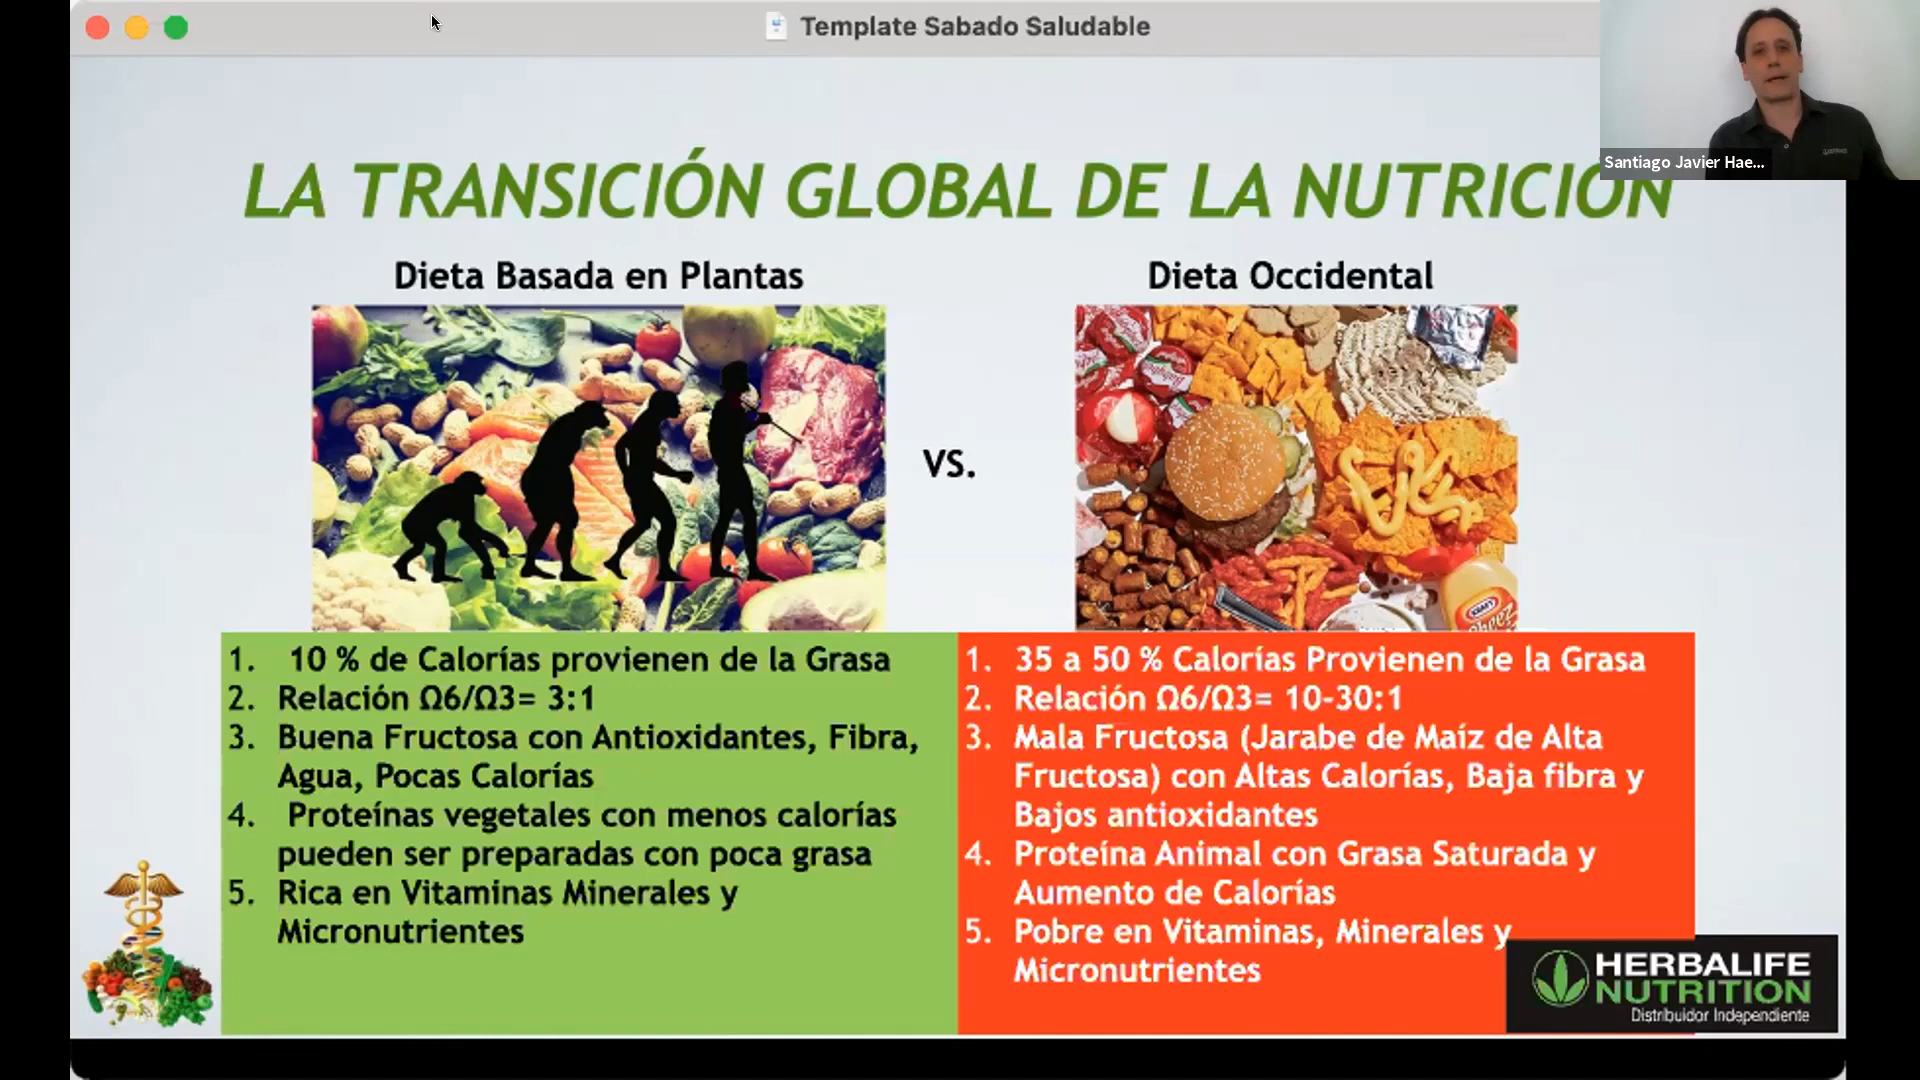 Template Sabado Saludable
Santiago Javier Hae...
LA TRANSICIÓN GLOBAL DE LA NUTRICIÓN
Dieta Basada en Plantas
Dieta Occidental
VS.
1. 10 % de Calorías provienen de la Grasa
2. Relación Ω6/Ω3= 3:1
3. Buena Fructosa con Antioxidantes, Fibra,
Agua, Pocas Calorías
4. Proteínas vegetales con menos calorías
pueden ser preparadas con poca grasa
5. Rica en Vitaminas Minerales y
Micronutrientes
1. 35 a 50 % Calorías Provienen de la Grasa
2. Relación Ω6/Ω3= 10-30:1
3. Mala Fructosa (Jarabe de Maíz de Alta
Fructosa) con Altas Calorías, Baja fibra y
Bajos antioxidantes
4. Proteína Animal con Grasa Saturada y
Aumento de Calorías
5. Pobre en Vitaminas, Minerales y
Micronutrientes
KRAFT
Cheez
HERBALIFE
NUTRITION
Distribuidor Independiente